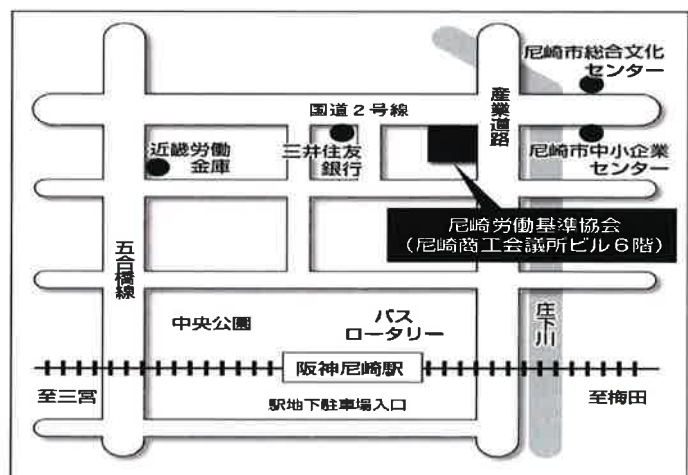 尼崎市総合文化
センター
産業道路
国道2号線
近畿労働
金庫
三井住友
銀行
尼崎市中小企業
センター
尼崎労働基準協会
(尼崎商工会議所ビル6階)
五合橋線
中央公園
バス
ロータリー
庄下川
阪神尼崎駅
至三宮
至梅田
駅地下駐車場入口